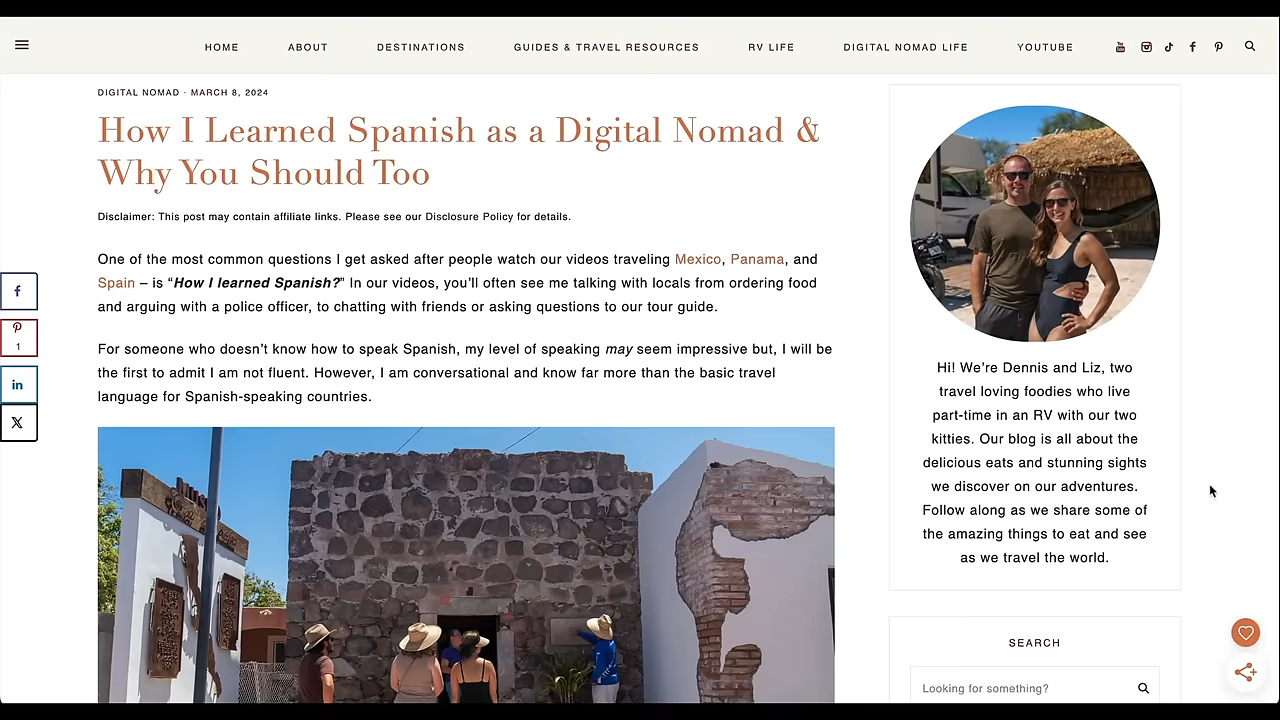 HOME ABOUT DESTINATIONS GUIDES & TRAVEL RESOURCES RV LIFE DIGITAL NOMAD LIFE YOUTUBE
DIGITAL NOMAD · MARCH 8, 2024
How I Learned Spanish as a Digital Nomad &
Why You Should Too
Disclaimer: This post may contain affiliate links. Please see our Disclosure Policy for details.
One of the most common questions I get asked after people watch our videos traveling Mexico, Panama, and
Spain – is “How I learned Spanish?” In our videos, you’ll often see me talking with locals from ordering food
and arguing with a police officer, to chatting with friends or asking questions to our tour guide.
For someone who doesn’t know how to speak Spanish, my level of speaking may seem impressive but, I will be
the first to admit I am not fluent. However, I am conversational and know far more than the basic travel
language for Spanish-speaking countries.
1
Hi! We’re Dennis and Liz, two
travel loving foodies who live
part-time in an RV with our two
kitties. Our blog is all about the
delicious eats and stunning sights
we discover on our adventures.
Follow along as we share some of
the amazing things to eat and see
as we travel the world.
SEARCH
Looking for something?